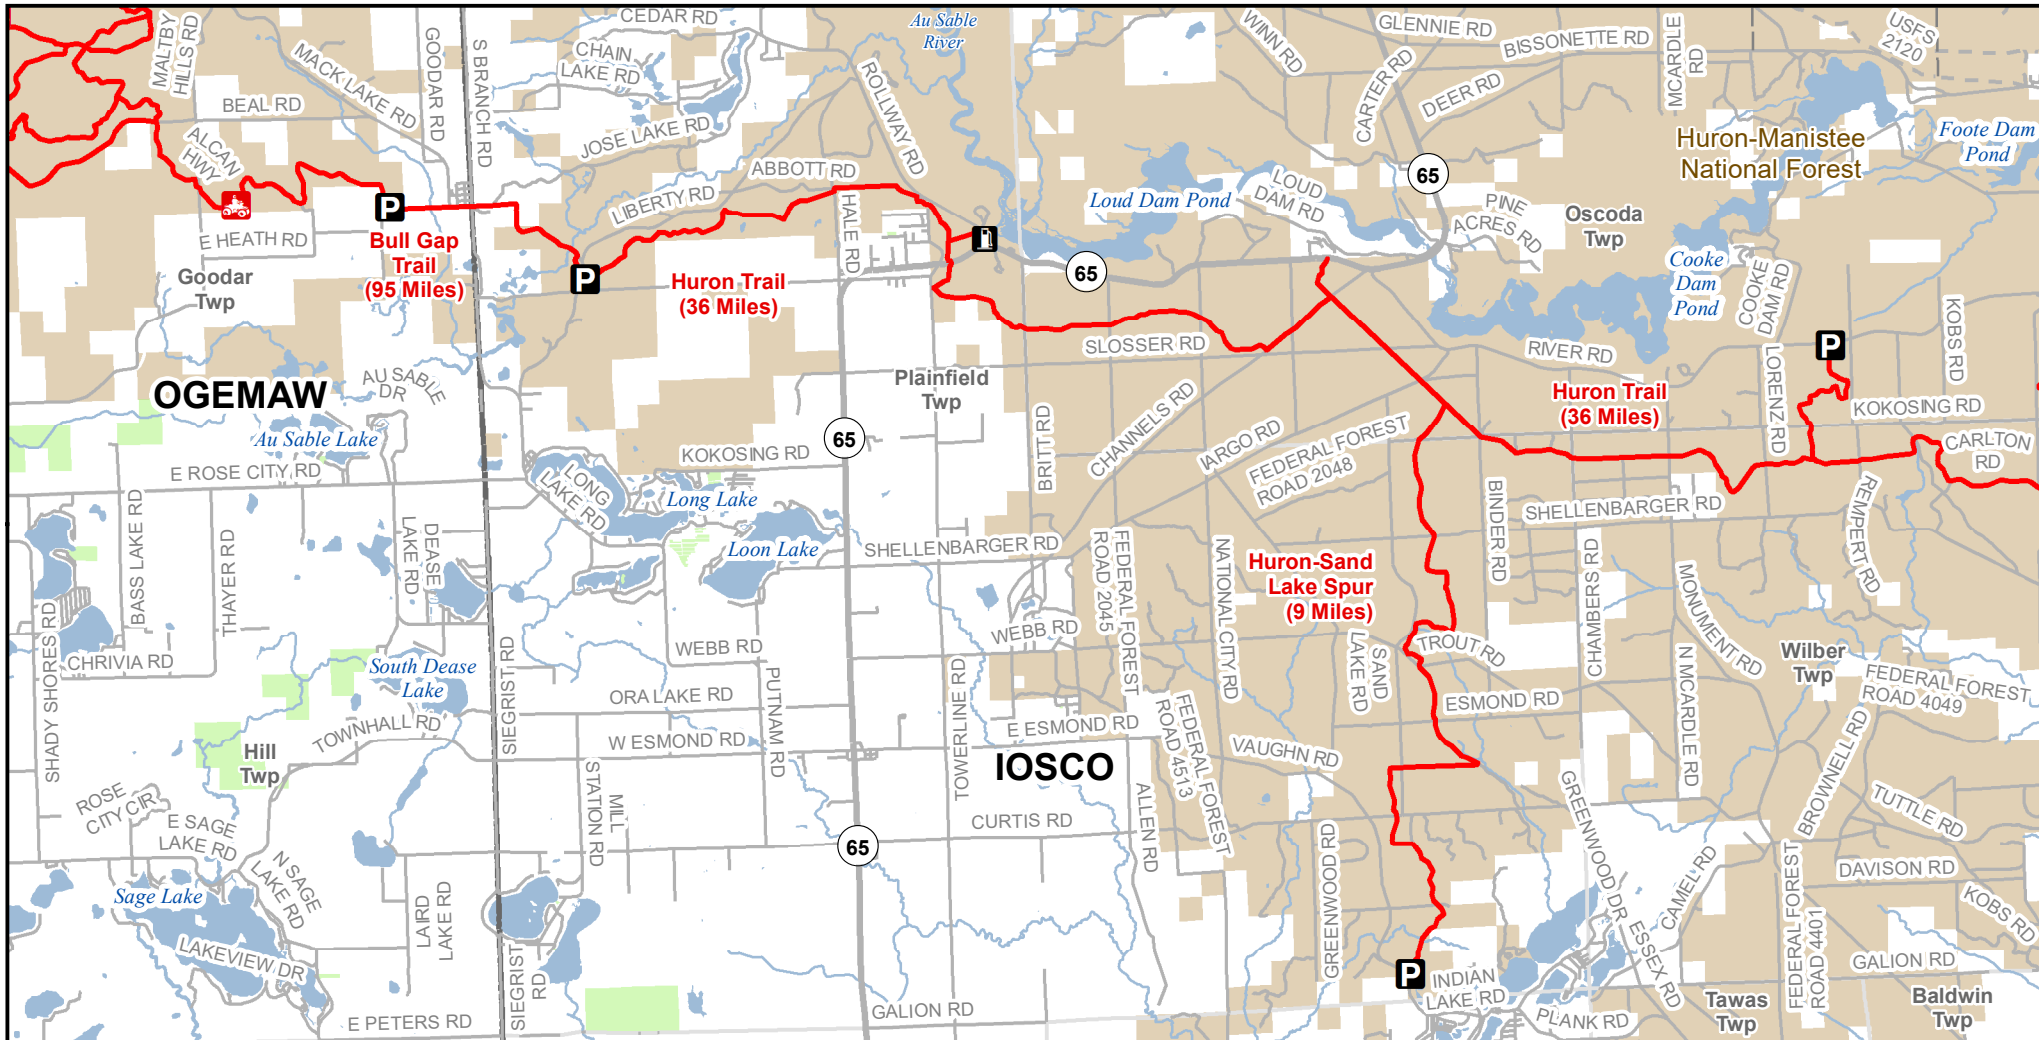 CEDAR RD
Au Sable
River
WINN RD
GLENNIE RD
BISSONETTE RD
MCARDLE
RD
USFS
2120
MALTBY
HILLS RD
MACK LAKE RD
GOODAR RD
S BRANCH RD
CHAIN
LAKE RD
ROLLWAY RD
CARTER RD
DEER RD
BEAL RD
ALCAN
HWY
JOSE LAKE RD
ABBOTT RD
LIBERTY RD
HALE RD
Loud Dam Pond
LOUD
DAM RD
65
PINE
ACRES RD
Oscoda
Twp
Huron-Manistee
National Forest
Foote Dam
Pond
P
E HEATH RD
Bull Gap
Trail
(95 Miles)
Goodar
Twp
P
Huron Trail
(36 Miles)
65
Cooke
Dam
Pond
COOKE
DAM RD
KOBS RD
P
SLOSSER RD
RIVER RD
LORENZ RD
Huron Trail
(36 Miles)
KOKOSING RD
CARLTON
RD
OGEMAW
AU SABLE
DR
Au Sable Lake
Plainfield
Twp
65
BRITT RD
CHANNELS RD
IARGO RD
FEDERAL FOREST
ROAD 2048
E ROSE CITY RD
KOKOSING RD
LONG
LAKE RD
Long Lake
Loon Lake
SHELLENBARGER RD
BINDER RD
SHELLENBARGER RD
REMPERT RD
BASS LAKE RD
THAYER RD
DEASE
LAKE RD
FEDERAL FOREST
ROAD 2045
NATIONAL CITY RD
Huron-Sand
Lake Spur
(9 Miles)
CHAMBERS RD
MONUMENT RD
SHADY SHORES RD
CHRIVIA RD
South Dease
Lake
SIEGRIST RD
WEBB RD
WEBB RD
SAND
LAKE RD
TROUT RD
N MCARDLE RD
Wilber
Twp
FEDERAL FOREST
ROAD 4049
TOWNHALL RD
ORA LAKE RD
PUTNAM RD
TOWERLINE RD
E ESMOND RD
FEDERAL FOREST
ROAD 4513
ESMOND RD
BROWNELL RD
Hill
Twp
W ESMOND RD
IOSCO
VAUGHN RD
ROSE
CITY CIR
E SAGE
LAKE RD
MILL
STATION RD
65
CURTIS RD
ALLEN RD
GREENWOOD RD
GREENWOOD DR
TUTTLE RD
N SAGE
LAKE RD
Sage Lake
LAIRD
LAKE RD
ESSEX RD
CAMEL RD
FEDERAL FOREST
ROAD 4401
DAVISON RD
KOBS RD
LAKEVIEW DR
SIEGRIST
RD
P
INDIAN
LAKE RD
GALION RD
E PETERS RD
GALION RD
PLANK RD
Tawas
Twp
Baldwin
Twp